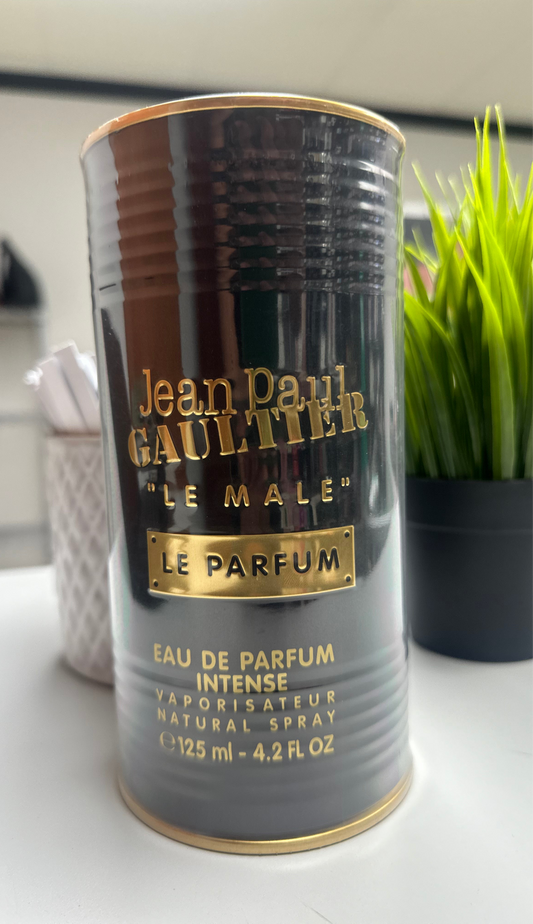 Jean Paul
GAULTIER
"LE MALE"
LE PARFUM
EAU DE PARFUM
INTENSE
VAPORISATEUR
NATURAL SPRAY
℮125 ml - 4.2 FL OZ